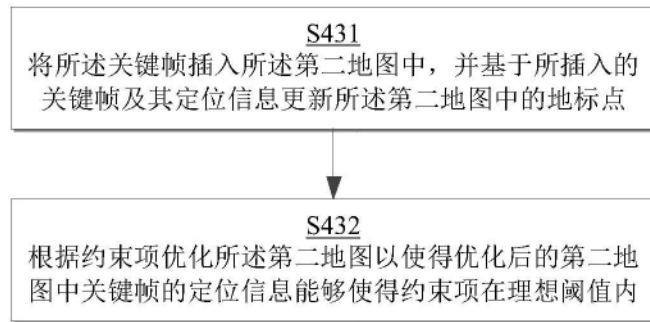 S431
将所述关键帧插入所述第二地图中，并基于所插入的
关键帧及其定位信息更新所述第二地图中的地标点
S432
根据约束项优化所述第二地图以使得优化后的第二地
图中关键帧的定位信息能够使得约束项在理想阈值内